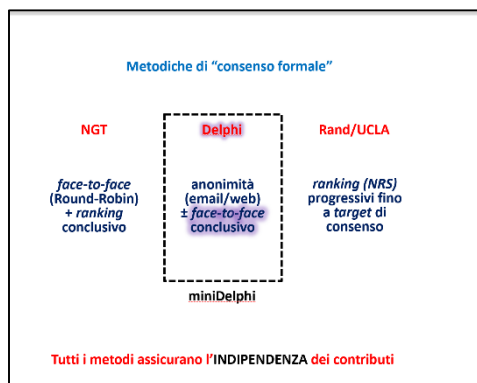 Metodiche di “consenso formale”
NGT
Delphi
Rand/UCLA
face-to-face
(Round-Robin)
+ ranking
conclusivo
anonimità
(email/web)
± face-to-face
conclusivo
ranking (NRS)
progressivi fino
a target di
consenso
miniDelphi
Tutti i metodi assicurano l’INDIPENDENZA dei contributi